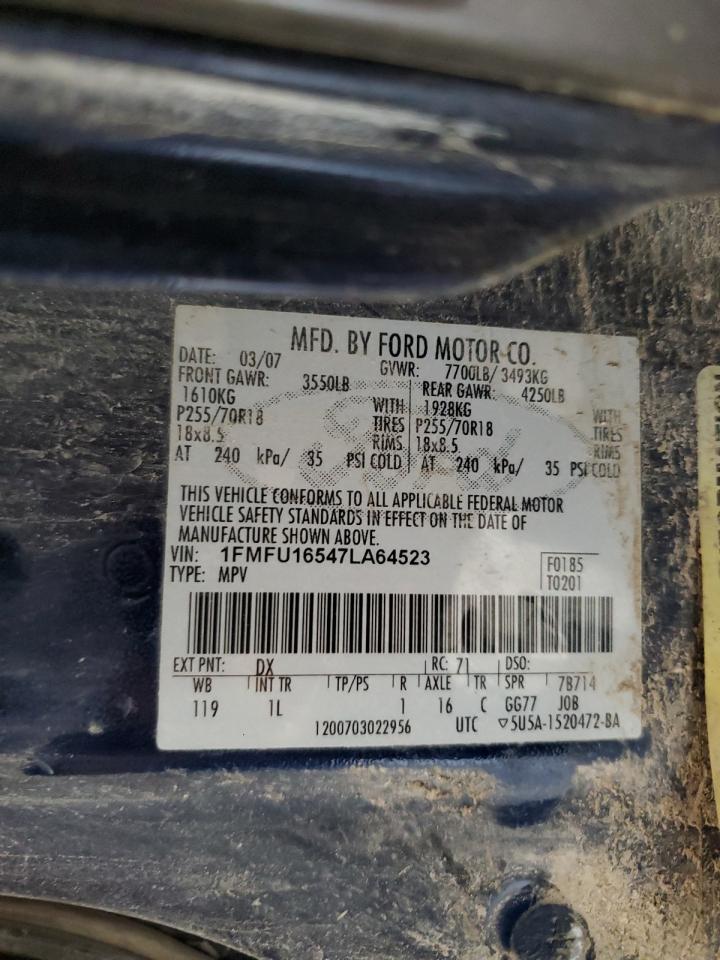 MFD. BY FORD MOTOR CO.
DATE: 03/07 GVWR: 7700LB/ 3493KG
FRONT GAWR: 3550LB REAR GAWR: 4250LB
1610KG WITH 1928KG WITH
P255/70R18 TIRES P255/70R18 TIRES
18x8.5 RIMS 18x8.5 RIMS
AT 240 kPa/ 35 PSI COLD AT 240 kPa/ 35 PSI COLD
THIS VEHICLE CONFORMS TO ALL APPLICABLE FEDERAL MOTOR
VEHICLE SAFETY STANDARDS IN EFFECT ON THE DATE OF
MANUFACTURE SHOWN ABOVE.
VIN: 1FMFU16547LA64523 F0185
TYPE: MPV T0201
EXT PNT: DX RC: 71 DSO:
WB INT TR TP/PS R AXLE TR SPR 7B714
119 1L 1 16 C GG77 JOB
1200703022956 UTC ▽5U5A-1520472-BA